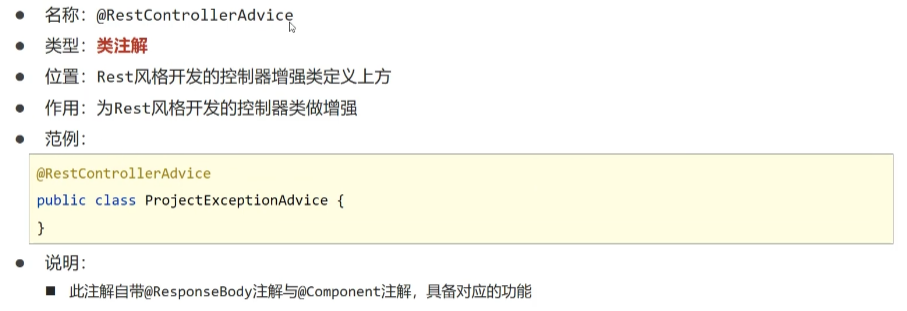 ● 名称：@RestControllerAdvice
● 类型：类注解
● 位置：Rest风格开发的控制器增强类定义上方
● 作用：为Rest风格开发的控制器类做增强
● 范例：
@RestControllerAdvice
public class ProjectExceptionAdvice {
}
● 说明：
■ 此注解自带@ResponseBody注解与@Component注解，具备对应的功能